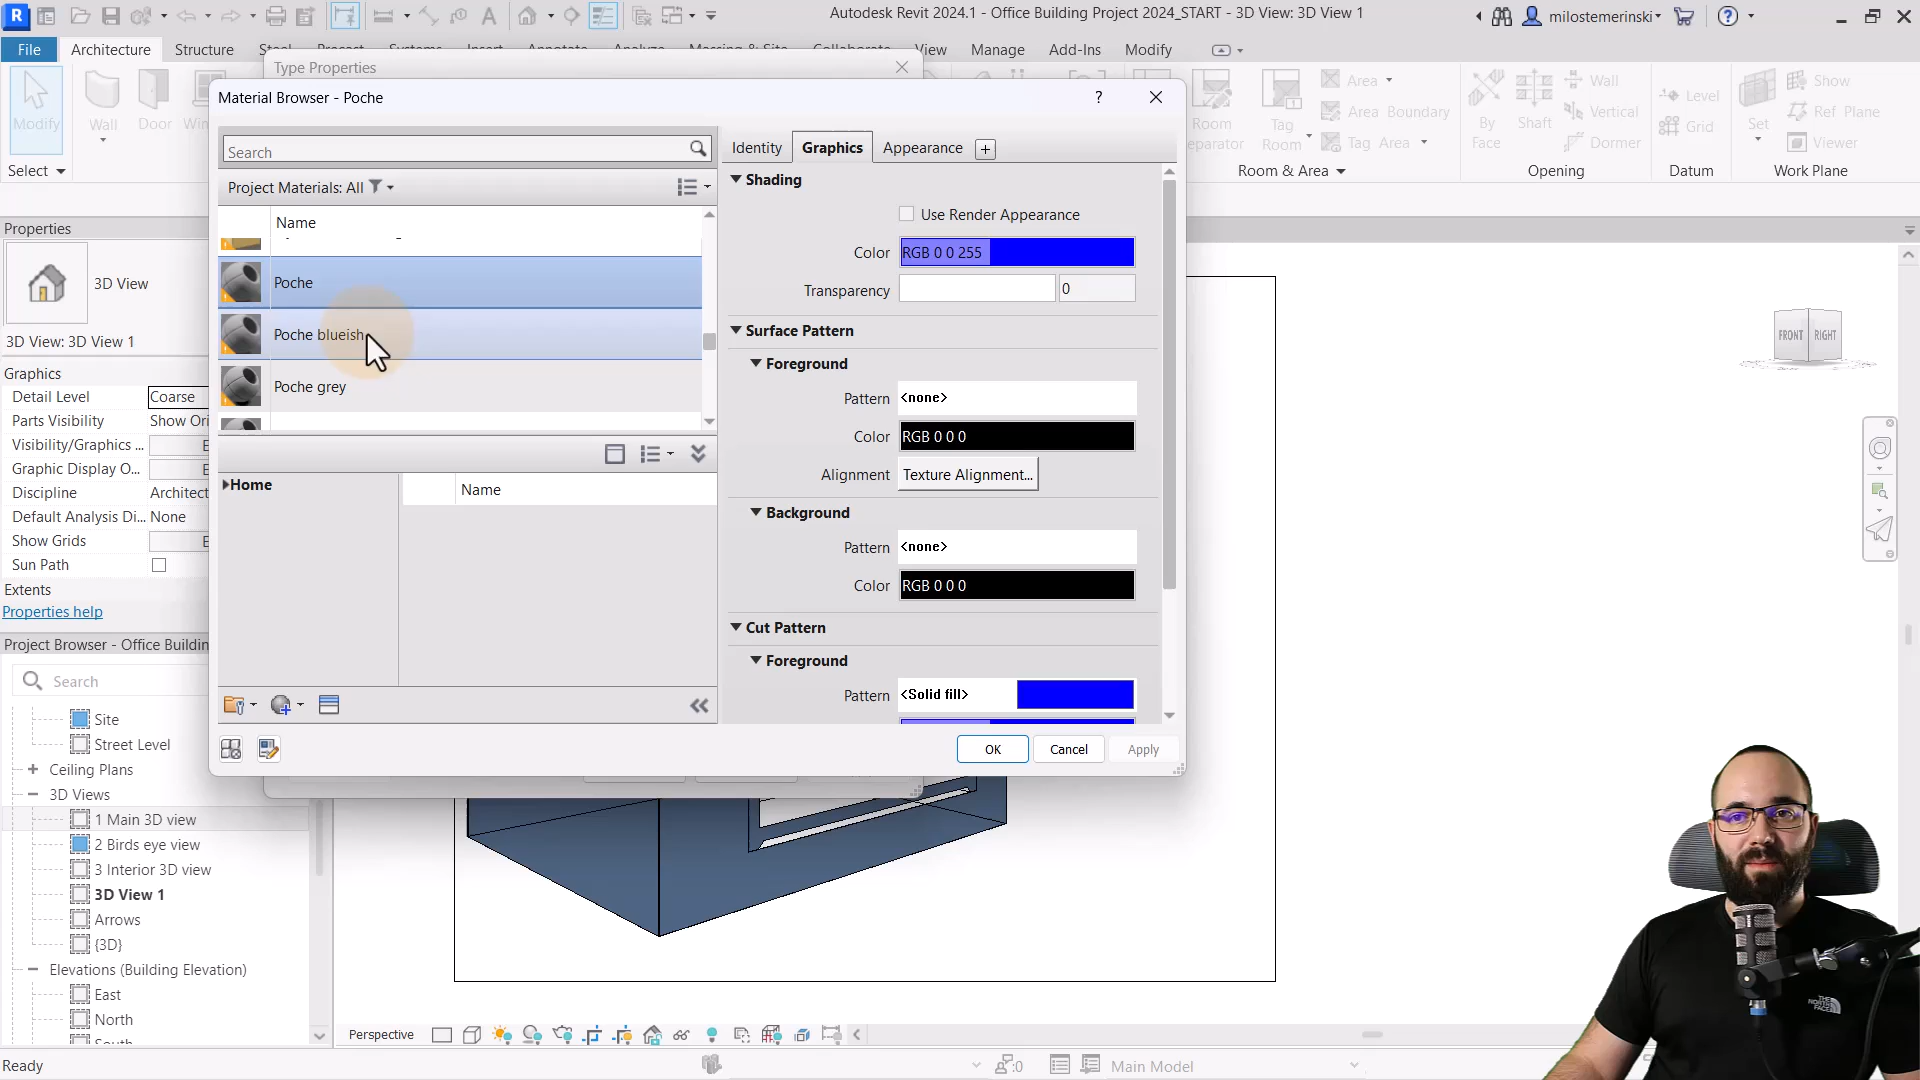 Autodesk Revit 2024.1 - Office Building Project 2024_START - 3D View: 3D View 1
milostemerinski
File Architecture Structure View Manage Add-Ins Modify
Type Properties
Material Browser - Poche
Modify
Wall
Door
Room
Tag
Room
Area
Area Boundary
Tag Area
By
Face
Shaft
Wall
Vertical
Dormer
Level
Grid
Set
Show
Ref Plane
Viewer
Select
Room & Area
Opening
Datum
Work Plane
Search
Project Materials: All
Name
Poche
Poche blueish
Poche grey
Home
Name
Identity Graphics Appearance
Shading
Use Render Appearance
Color RGB 0 0 255
Transparency 0
Surface Pattern
Foreground
Pattern <none>
Color RGB 0 0 0
Alignment Texture Alignment...
Background
Pattern <none>
Color RGB 0 0 0
Cut Pattern
Foreground
Pattern <Solid fill>
OK Cancel Apply
Properties
3D View
3D View: 3D View 1
Graphics
Detail Level Coarse
Parts Visibility Show Ori
Visibility/Graphics ...
Graphic Display O...
Discipline Architect
Default Analysis Di... None
Show Grids
Sun Path
Extents
Properties help
Project Browser - Office Building
Search
Site
Street Level
Ceiling Plans
3D Views
1 Main 3D view
2 Birds eye view
3 Interior 3D view
3D View 1
Arrows
{3D}
Elevations (Building Elevation)
East
North
FRONT RIGHT
Perspective
Ready
:0
Main Model